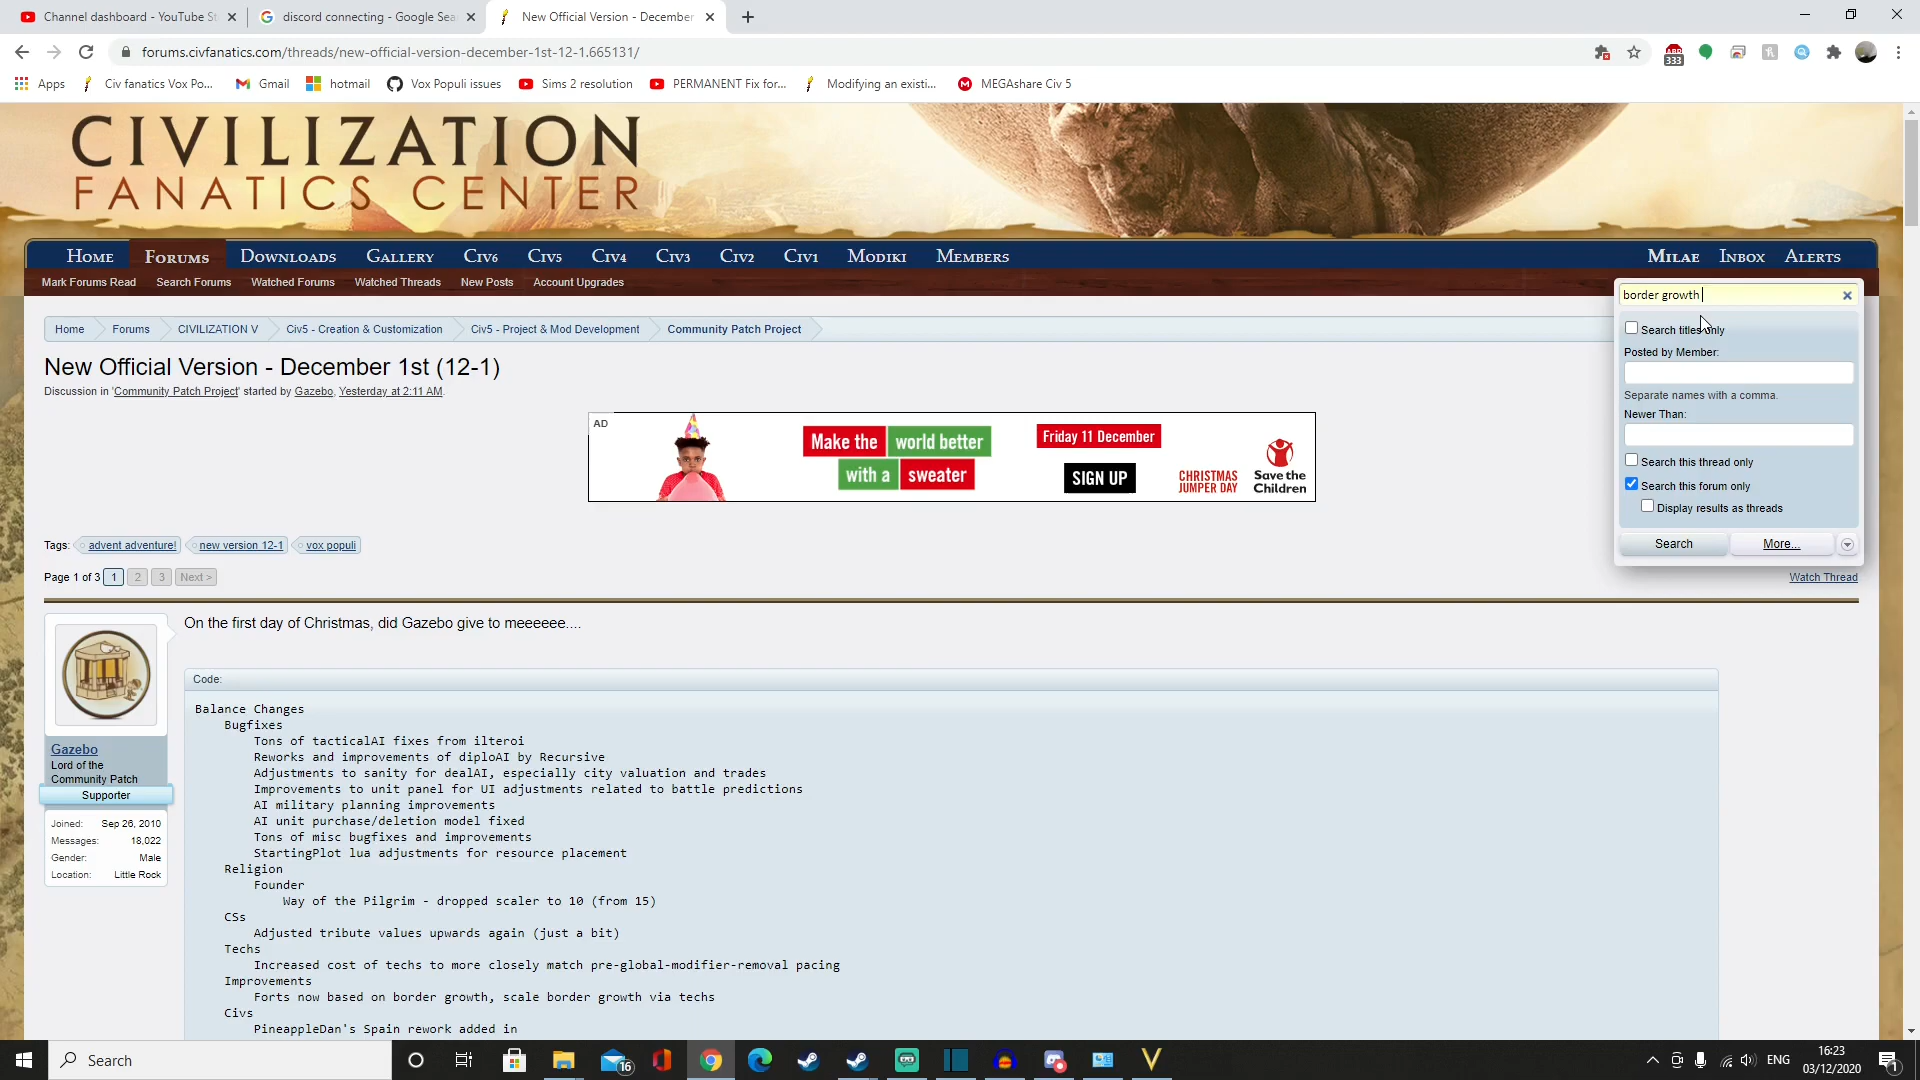 Channel dashboard - YouTube St
discord connecting - Google Sea
New Official Version - December
forums.civfanatics.com/threads/new-official-version-december-1st-12-1.665131/
ABP
333
Apps
Civ fanatics Vox Po...
Gmail
hotmail
Vox Populi issues
Sims 2 resolution
PERMANENT Fix for...
Modifying an existi...
MEGAshare Civ 5
CIVILIZATION
FANATICS CENTER
Home
Forums
Downloads
Gallery
Civ6
Civ5
Civ4
Civ3
Civ2
Civ1
Modiki
Members
Milae
Inbox
Alerts
Mark Forums Read
Search Forums
Watched Forums
Watched Threads
New Posts
Account Upgrades
border growth
Search titles only
Posted by Member:
Separate names with a comma.
Newer Than:
Search this thread only
Search this forum only
Display results as threads
Search
More...
Home
Forums
CIVILIZATION V
Civ5 - Creation & Customization
Civ5 - Project & Mod Development
Community Patch Project
New Official Version - December 1st (12-1)
Discussion in 'Community Patch Project' started by Gazebo, Yesterday at 2:11 AM.
AD
Make the world better
with a sweater
Friday 11 December
SIGN UP
CHRISTMAS
JUMPER DAY
Save the
Children
Tags: advent adventure! new version 12-1 vox populi
Page 1 of 3 1 2 3 Next >
Watch Thread
Gazebo
Lord of the
Community Patch
Supporter
Joined: Sep 26, 2010
Messages: 18,022
Gender: Male
Location: Little Rock
On the first day of Christmas, did Gazebo give to meeeeee....
Code:
Balance Changes
Bugfixes
Tons of tacticalAI fixes from ilteroi
Reworks and improvements of diploAI by Recursive
Adjustments to sanity for dealAI, especially city valuation and trades
Improvements to unit panel for UI adjustments related to battle predictions
AI military planning improvements
AI unit purchase/deletion model fixed
Tons of misc bugfixes and improvements
StartingPlot lua adjustments for resource placement
Religion
Founder
Way of the Pilgrim - dropped scaler to 10 (from 15)
CSs
Adjusted tribute values upwards again (just a bit)
Techs
Increased cost of techs to more closely match pre-global-modifier-removal pacing
Improvements
Forts now based on border growth, scale border growth via techs
Civs
PineappleDan's Spain rework added in
Search
16
ENG
16:23
03/12/2020
1